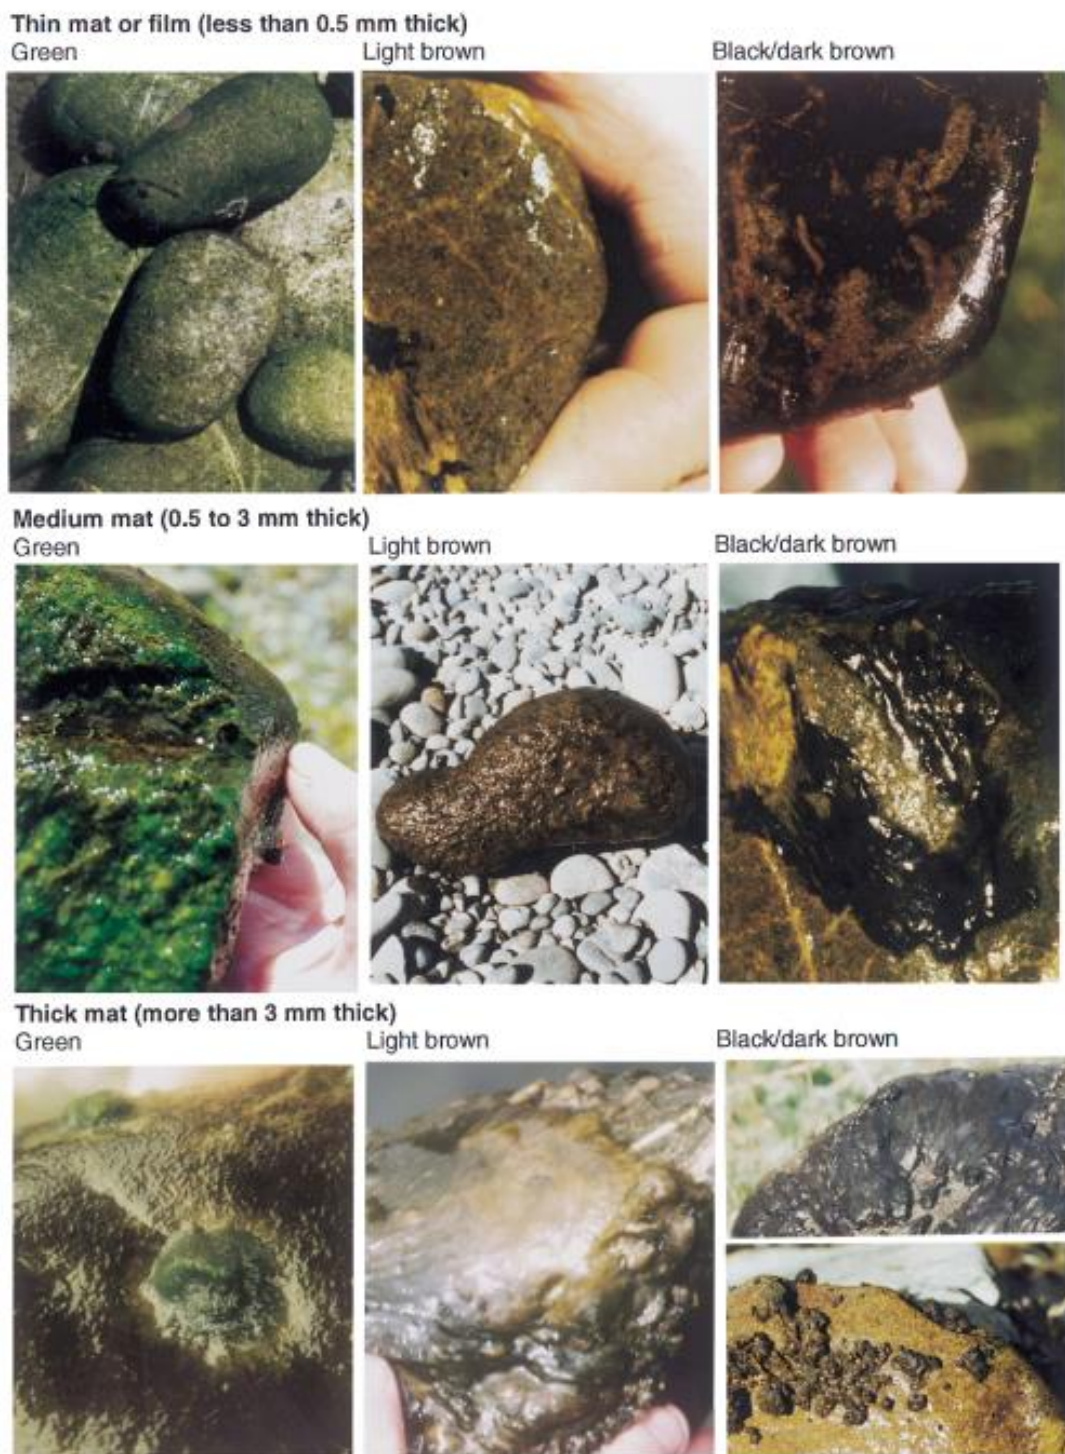 Thin mat or film (less than 0.5 mm thick)
Green
Light brown
Black/dark brown
Medium mat (0.5 to 3 mm thick)
Green
Light brown
Black/dark brown
Thick mat (more than 3 mm thick)
Green
Light brown
Black/dark brown